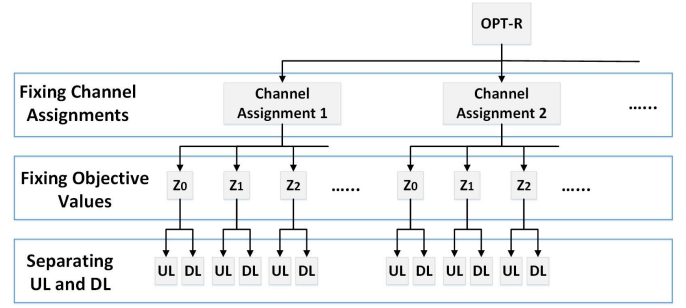 OPT-R
Fixing Channel
Assignments
Channel
Assignment 1
Channel
Assignment 2
......
Fixing Objective
Values
Z0
Z1
Z2
......
Z0
Z1
Z2
......
Separating
UL and DL
UL DL UL DL UL DL UL DL UL DL UL DL